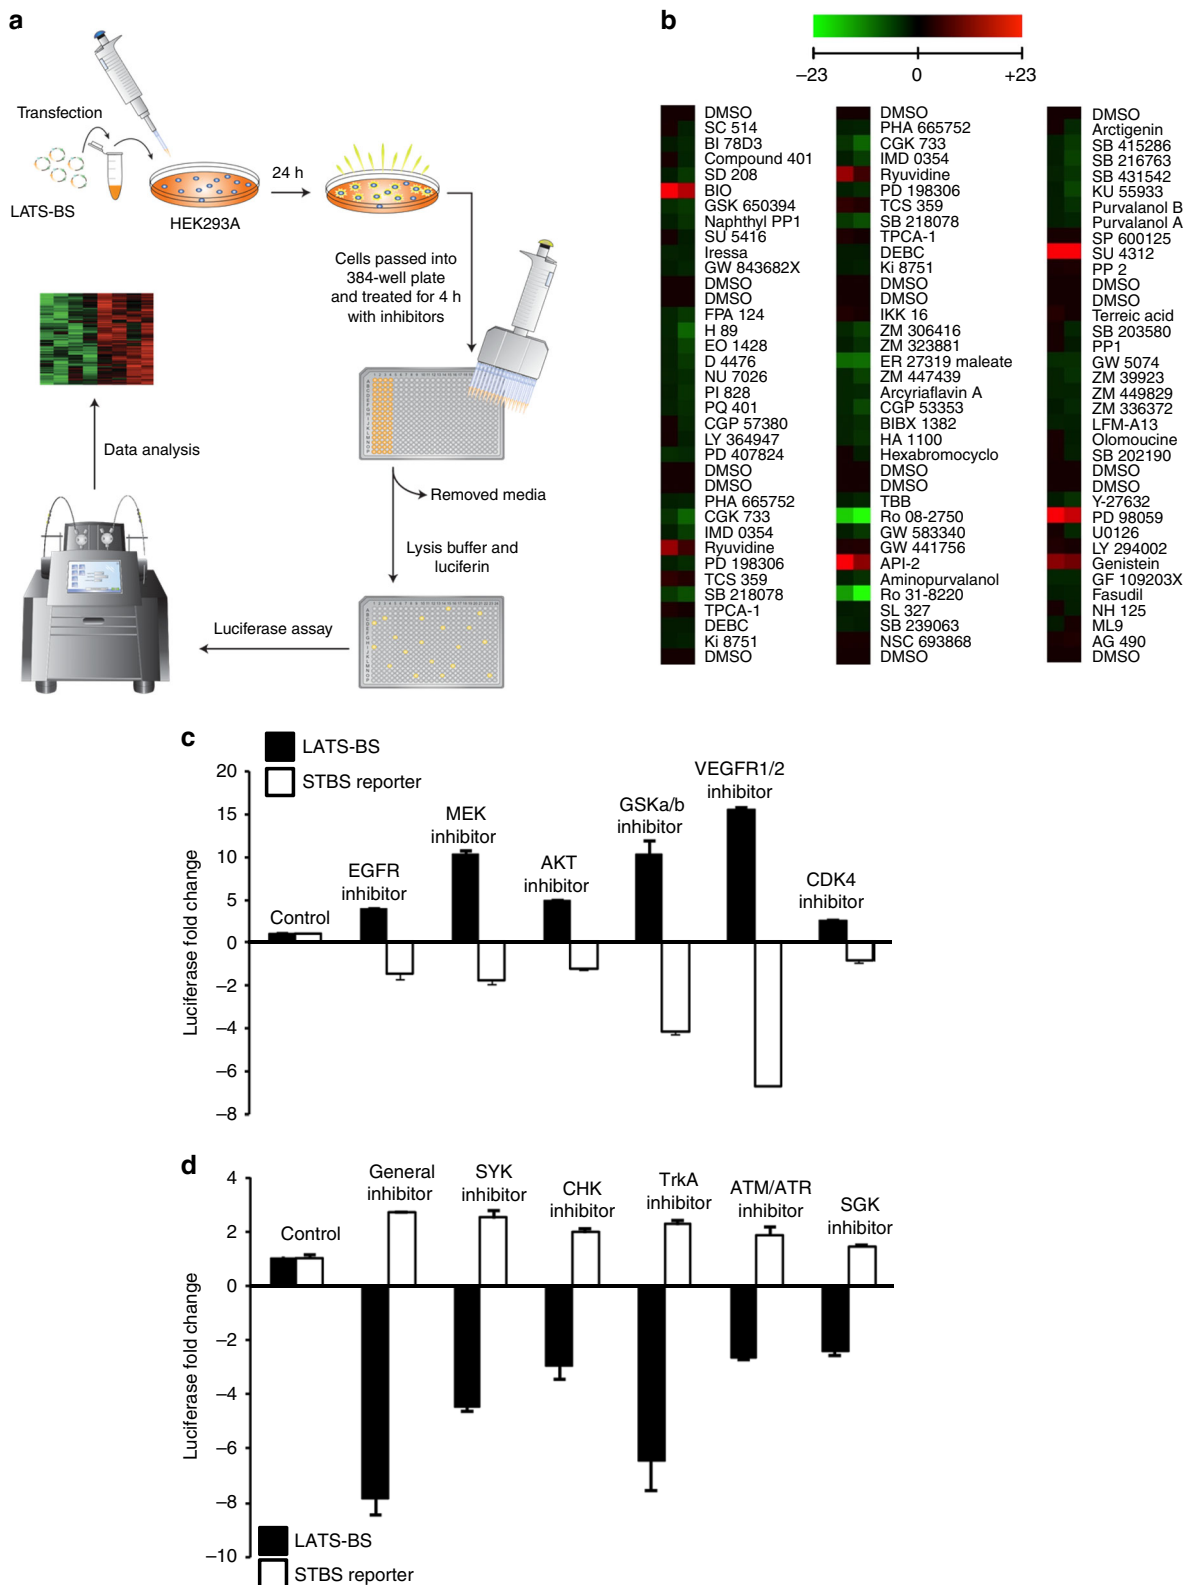 a
Transfection
LATS-BS
HEK293A
24 h
Cells passed into
384-well plate
and treated for 4 h
with inhibitors
Removed media
Lysis buffer and
luciferin
Luciferase assay
Data analysis
b
−23
0
+23
DMSO
SC 514
BI 78D3
Compound 401
SD 208
BIO
GSK 650394
Naphthyl PP1
SU 5416
Iressa
GW 843682X
DMSO
DMSO
FPA 124
H 89
EO 1428
D 4476
NU 7026
PI 828
PQ 401
CGP 57380
LY 364947
PD 407824
DMSO
DMSO
PHA 665752
CGK 733
IMD 0354
Ryuvidine
PD 198306
TCS 359
SB 218078
TPCA-1
DEBC
Ki 8751
DMSO
DMSO
PHA 665752
CGK 733
IMD 0354
Ryuvidine
PD 198306
TCS 359
SB 218078
TPCA-1
DEBC
Ki 8751
DMSO
DMSO
IKK 16
ZM 306416
ZM 323881
ER 27319 maleate
ZM 447439
Arcyriaflavin A
CGP 53353
BIBX 1382
HA 1100
Hexabromocyclo
DMSO
DMSO
TBB
Ro 08-2750
GW 583340
GW 441756
API-2
Aminopurvalanol
Ro 31-8220
SL 327
SB 239063
NSC 693868
DMSO
DMSO
Arctigenin
SB 415286
SB 216763
SB 431542
KU 55933
Purvalanol B
Purvalanol A
SP 600125
SU 4312
PP 2
DMSO
DMSO
Terreic acid
SB 203580
PP1
GW 5074
ZM 39923
ZM 449829
ZM 336372
LFM-A13
Olomoucine
SB 202190
DMSO
DMSO
Y-27632
PD 98059
U0126
LY 294002
Genistein
GF 109203X
Fasudil
NH 125
ML9
AG 490
DMSO
c
LATS-BS
STBS reporter
Luciferase fold change
20
15
10
5
0
−2
−4
−6
−8
Control
EGFR
inhibitor
MEK
inhibitor
AKT
inhibitor
GSKa/b
inhibitor
VEGFR1/2
inhibitor
CDK4
inhibitor
d
Luciferase fold change
4
2
0
−2
−4
−6
−8
−10
Control
General
inhibitor
SYK
inhibitor
CHK
inhibitor
TrkA
inhibitor
ATM/ATR
inhibitor
SGK
inhibitor
LATS-BS
STBS reporter